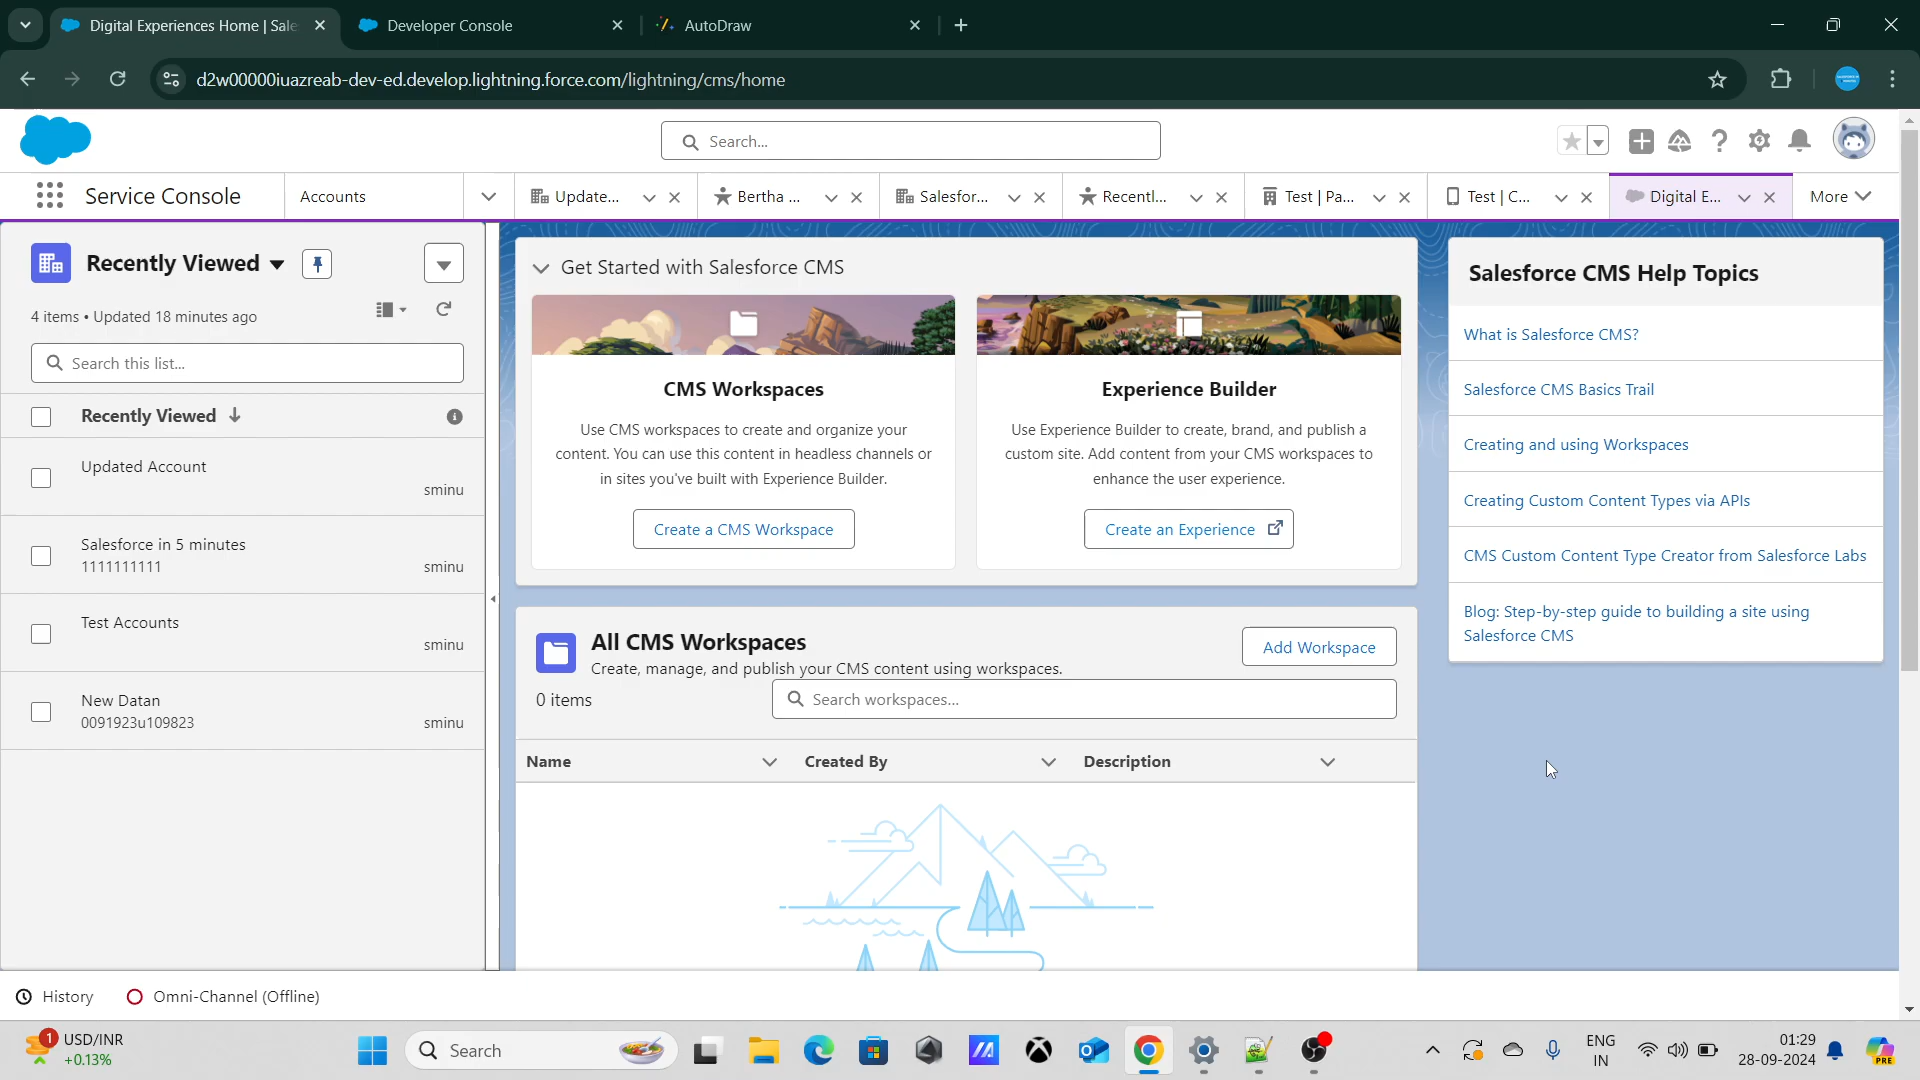 Digital Experiences Home | Sale
Developer Console
AutoDraw
d2w00000iuazreab-dev-ed.develop.lightning.force.com/lightning/cms/home
Search...
Service Console
Accounts
Update...
Bertha ...
Salesfor...
Recentl...
Test | Pa...
Test | C...
Digital E...
More
Recently Viewed
4 items • Updated 18 minutes ago
Search this list...
Recently Viewed
Updated Account
sminu
Salesforce in 5 minutes
1111111111
sminu
Test Accounts
sminu
New Datan
0091923u109823
sminu
Get Started with Salesforce CMS
CMS Workspaces
Use CMS workspaces to create and organize your
content. You can use this content in headless channels or
in sites you've built with Experience Builder.
Create a CMS Workspace
Experience Builder
Use Experience Builder to create, brand, and publish a
custom site. Add content from your CMS workspaces to
enhance the user experience.
Create an Experience
All CMS Workspaces
Create, manage, and publish your CMS content using workspaces.
Add Workspace
0 items
Search workspaces...
Name
Created By
Description
Salesforce CMS Help Topics
What is Salesforce CMS?
Salesforce CMS Basics Trail
Creating and using Workspaces
Creating Custom Content Types via APIs
CMS Custom Content Type Creator from Salesforce Labs
Blog: Step-by-step guide to building a site using
Salesforce CMS
History
Omni-Channel (Offline)
1
USD/INR
+0.13%
Search
ENG
IN
01:29
28-09-2024
PRE